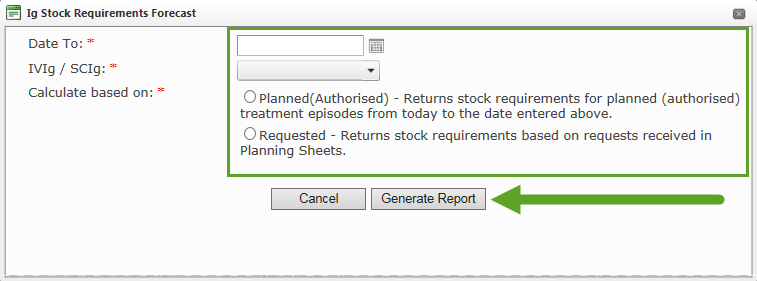 Ig Stock Requirements Forecast
Date To: *
IVIg / SCIg: *
Calculate based on: *
Planned(Authorised) - Returns stock requirements for planned (authorised)
treatment episodes from today to the date entered above.
Requested - Returns stock requirements based on requests received in
Planning Sheets.
Cancel Generate Report